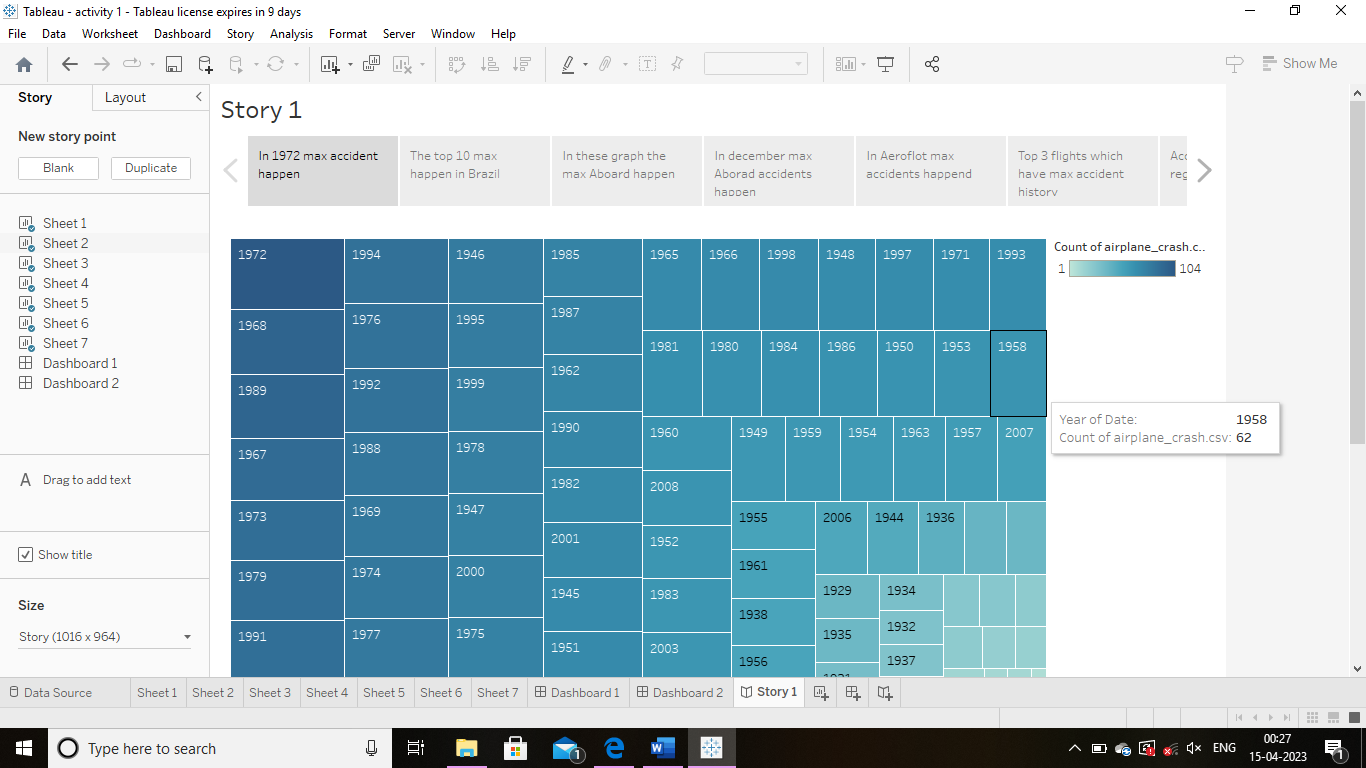 Tableau - activity 1 - Tableau license expires in 9 days
File Data Worksheet Dashboard Story Analysis Format Server Window Help
Show Me
Story Layout
New story point
Blank Duplicate
Sheet 1
Sheet 2
Sheet 3
Sheet 4
Sheet 5
Sheet 6
Sheet 7
Dashboard 1
Dashboard 2
A Drag to add text
Show title
Size
Story (1016 x 964)
Story 1
In 1972 max accident
happen
The top 10 max
happen in Brazil
In these graph the
max Aboard happen
In december max
Aborad accidents
happen
In Aeroflot max
accidents happend
Top 3 flights which
have max accident
history
Acc
reg
1972
1968
1989
1967
1973
1979
1991
1994
1976
1992
1988
1969
1974
1977
1946
1995
1999
1978
1947
2000
1975
1985
1987
1962
1990
1982
2001
1945
1951
1965 1966 1998 1948 1997 1971 1993
1981 1980 1984 1986 1950 1953 1958
1960
2008
1952
1983
2003
1949 1959 1954 1963 1957 2007
1955
1961
1938
1956
2006 1944 1936
1929
1935
1934
1932
1937
Count of airplane_crash.c..
1 104
Year of Date: 1958
Count of airplane_crash.csv: 62
Data Source Sheet 1 Sheet 2 Sheet 3 Sheet 4 Sheet 5 Sheet 6 Sheet 7 Dashboard 1 Dashboard 2 Story 1
Type here to search
1
W
ENG
00:27
15-04-2023
1